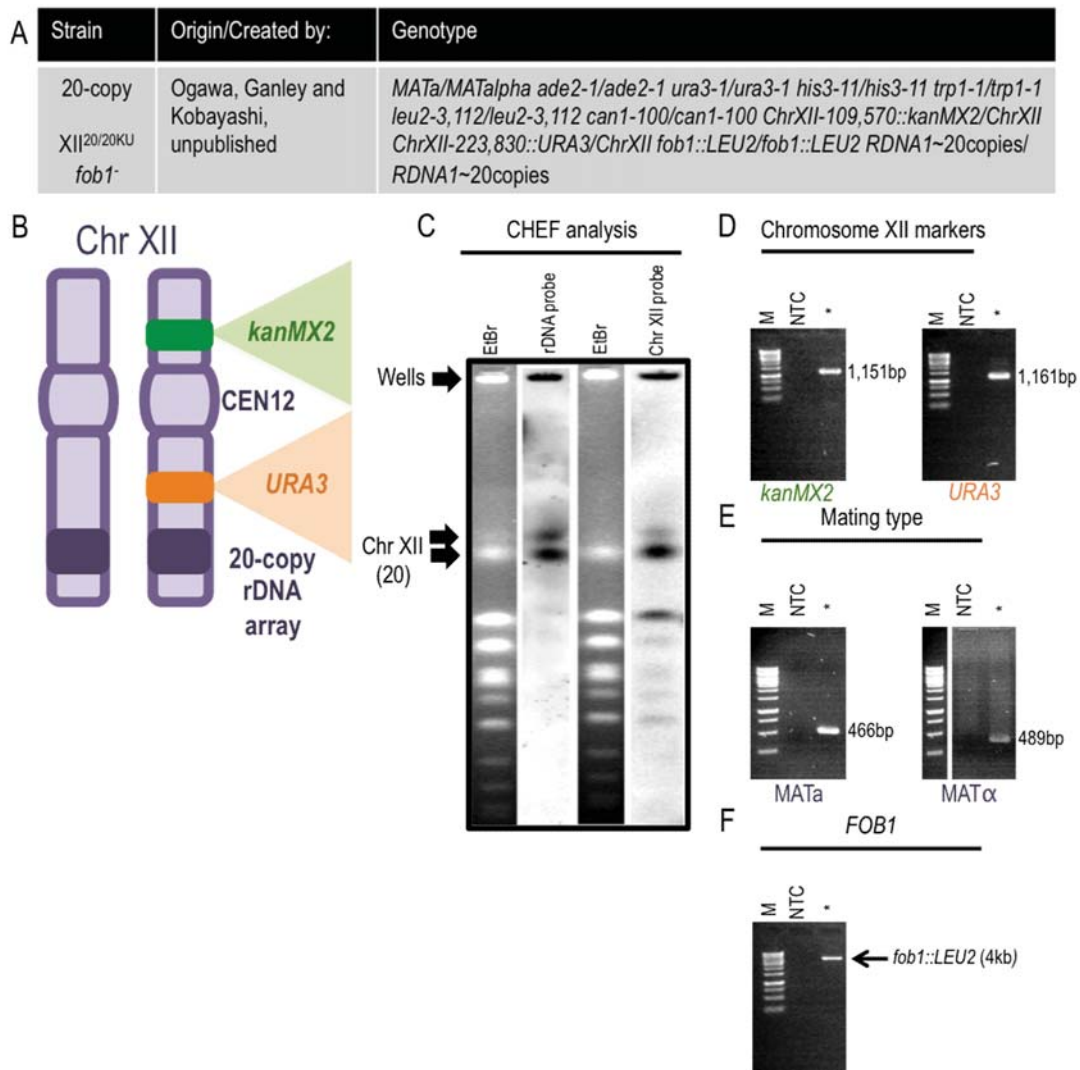 A
Strain
Origin/Created by:
Genotype
20-copy
XII20/20KU
fob1-
Ogawa, Ganley and
Kobayashi,
unpublished
MATa/MATalpha ade2-1/ade2-1 ura3-1/ura3-1 his3-11/his3-11 trp1-1/trp1-1
leu2-3,112/leu2-3,112 can1-100/can1-100 ChrXII-109,570::kanMX2/ChrXII
ChrXII-223,830::URA3/ChrXII fob1::LEU2/fob1::LEU2 RDNA1~20copies/
RDNA1~20copies
B
Chr XII
kanMX2
CEN12
URA3
20-copy
rDNA
array
C
CHEF analysis
EtBr
rDNA probe
EtBr
Chr XII probe
Wells
Chr XII
(20)
D
Chromosome XII markers
M
NTC
*
1,151bp
kanMX2
M
NTC
*
1,161bp
URA3
E
Mating type
M
NTC
*
466bp
MATa
M
NTC
*
489bp
MATα
F
FOB1
M
NTC
*
fob1::LEU2 (4kb)